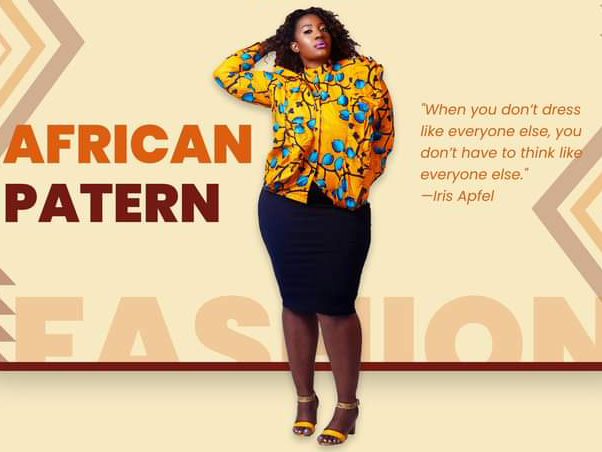 AFRICAN
PATERN
"When you don't dress
like everyone else, you
don't have to think like
everyone else."
—Iris Apfel
FASHION